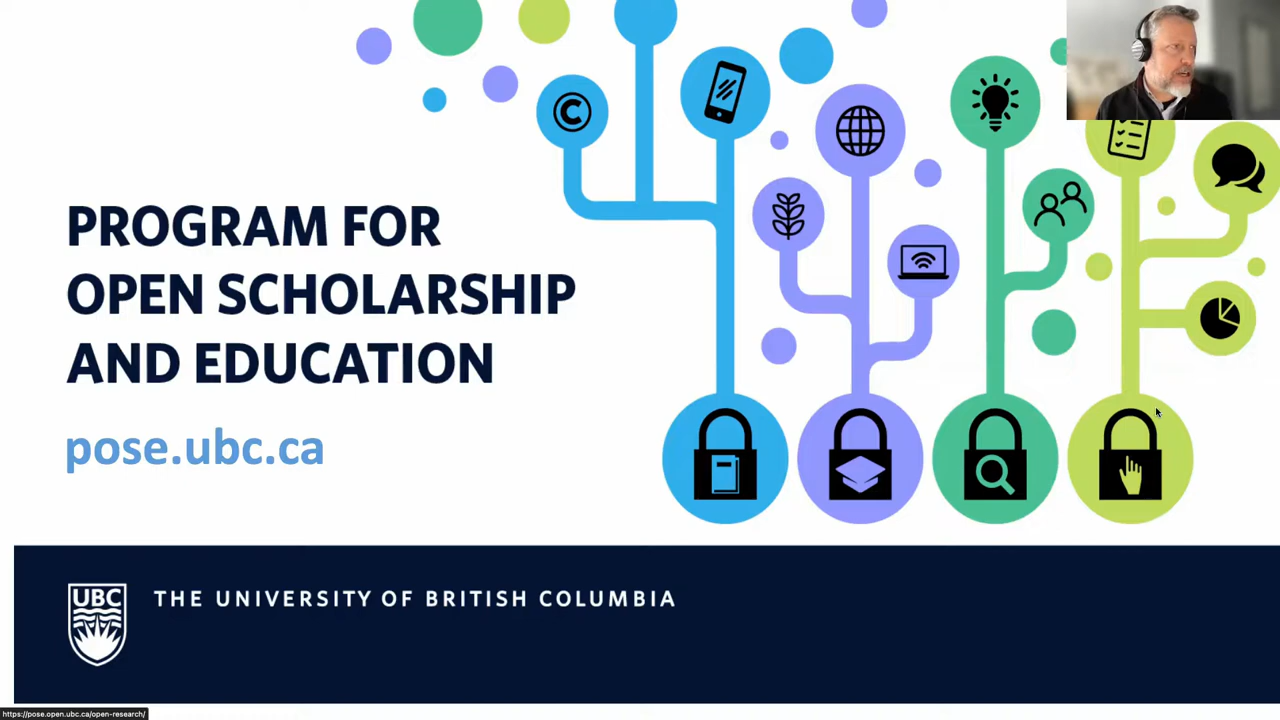 ©
PROGRAM FOR
OPEN SCHOLARSHIP
AND EDUCATION
pose.ubc.ca
UBC
THE UNIVERSITY OF BRITISH COLUMBIA
https://pose.open.ubc.ca/open-research/